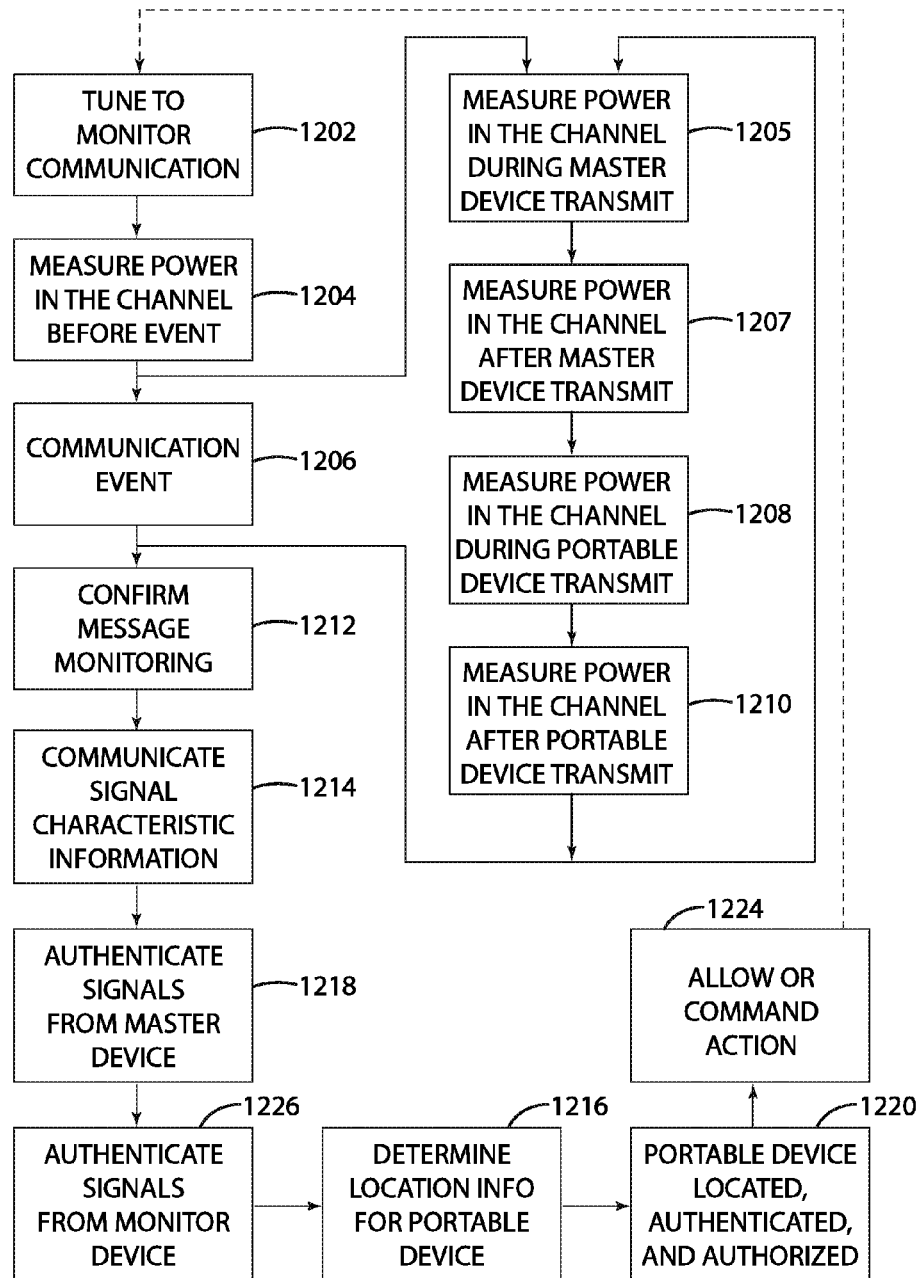 TUNE TO
MONITOR
COMMUNICATION
1202
MEASURE POWER
IN THE CHANNEL
BEFORE EVENT
1204
COMMUNICATION
EVENT
1206
CONFIRM
MESSAGE
MONITORING
1212
COMMUNICATE
SIGNAL
CHARACTERISTIC
INFORMATION
1214
AUTHENTICATE
SIGNALS
FROM MASTER
DEVICE
1218
1226
AUTHENTICATE
SIGNALS
FROM MONITOR
DEVICE
MEASURE POWER
IN THE CHANNEL
DURING MASTER
DEVICE TRANSMIT
1205
MEASURE POWER
IN THE CHANNEL
AFTER MASTER
DEVICE TRANSMIT
1207
MEASURE POWER
IN THE CHANNEL
DURING PORTABLE
DEVICE TRANSMIT
1208
MEASURE POWER
IN THE CHANNEL
AFTER PORTABLE
DEVICE TRANSMIT
1210
1216
DETERMINE
LOCATION INFO
FOR PORTABLE
DEVICE
1220
PORTABLE DEVICE
LOCATED,
AUTHENTICATED,
AND AUTHORIZED
1224
ALLOW OR
COMMAND
ACTION